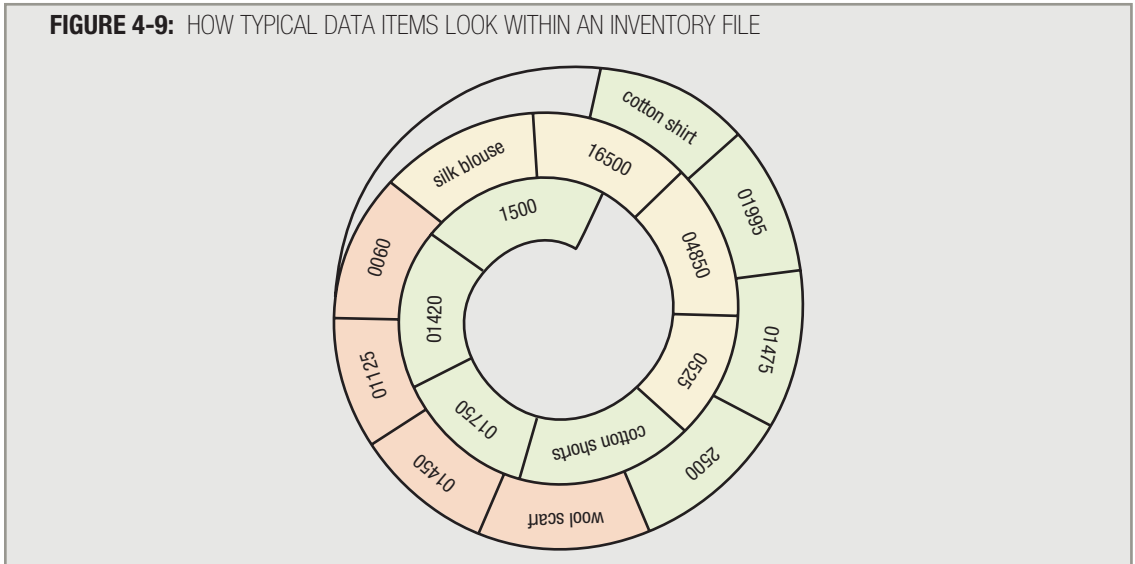 FIGURE 4-9: HOW TYPICAL DATA ITEMS LOOK WITHIN AN INVENTORY FILE
cotton shirt
01995
01475
2500
wool scarf
01450
01125
0060
silk blouse
16500
04850
0525
cotton shorts
01750
01420
1500